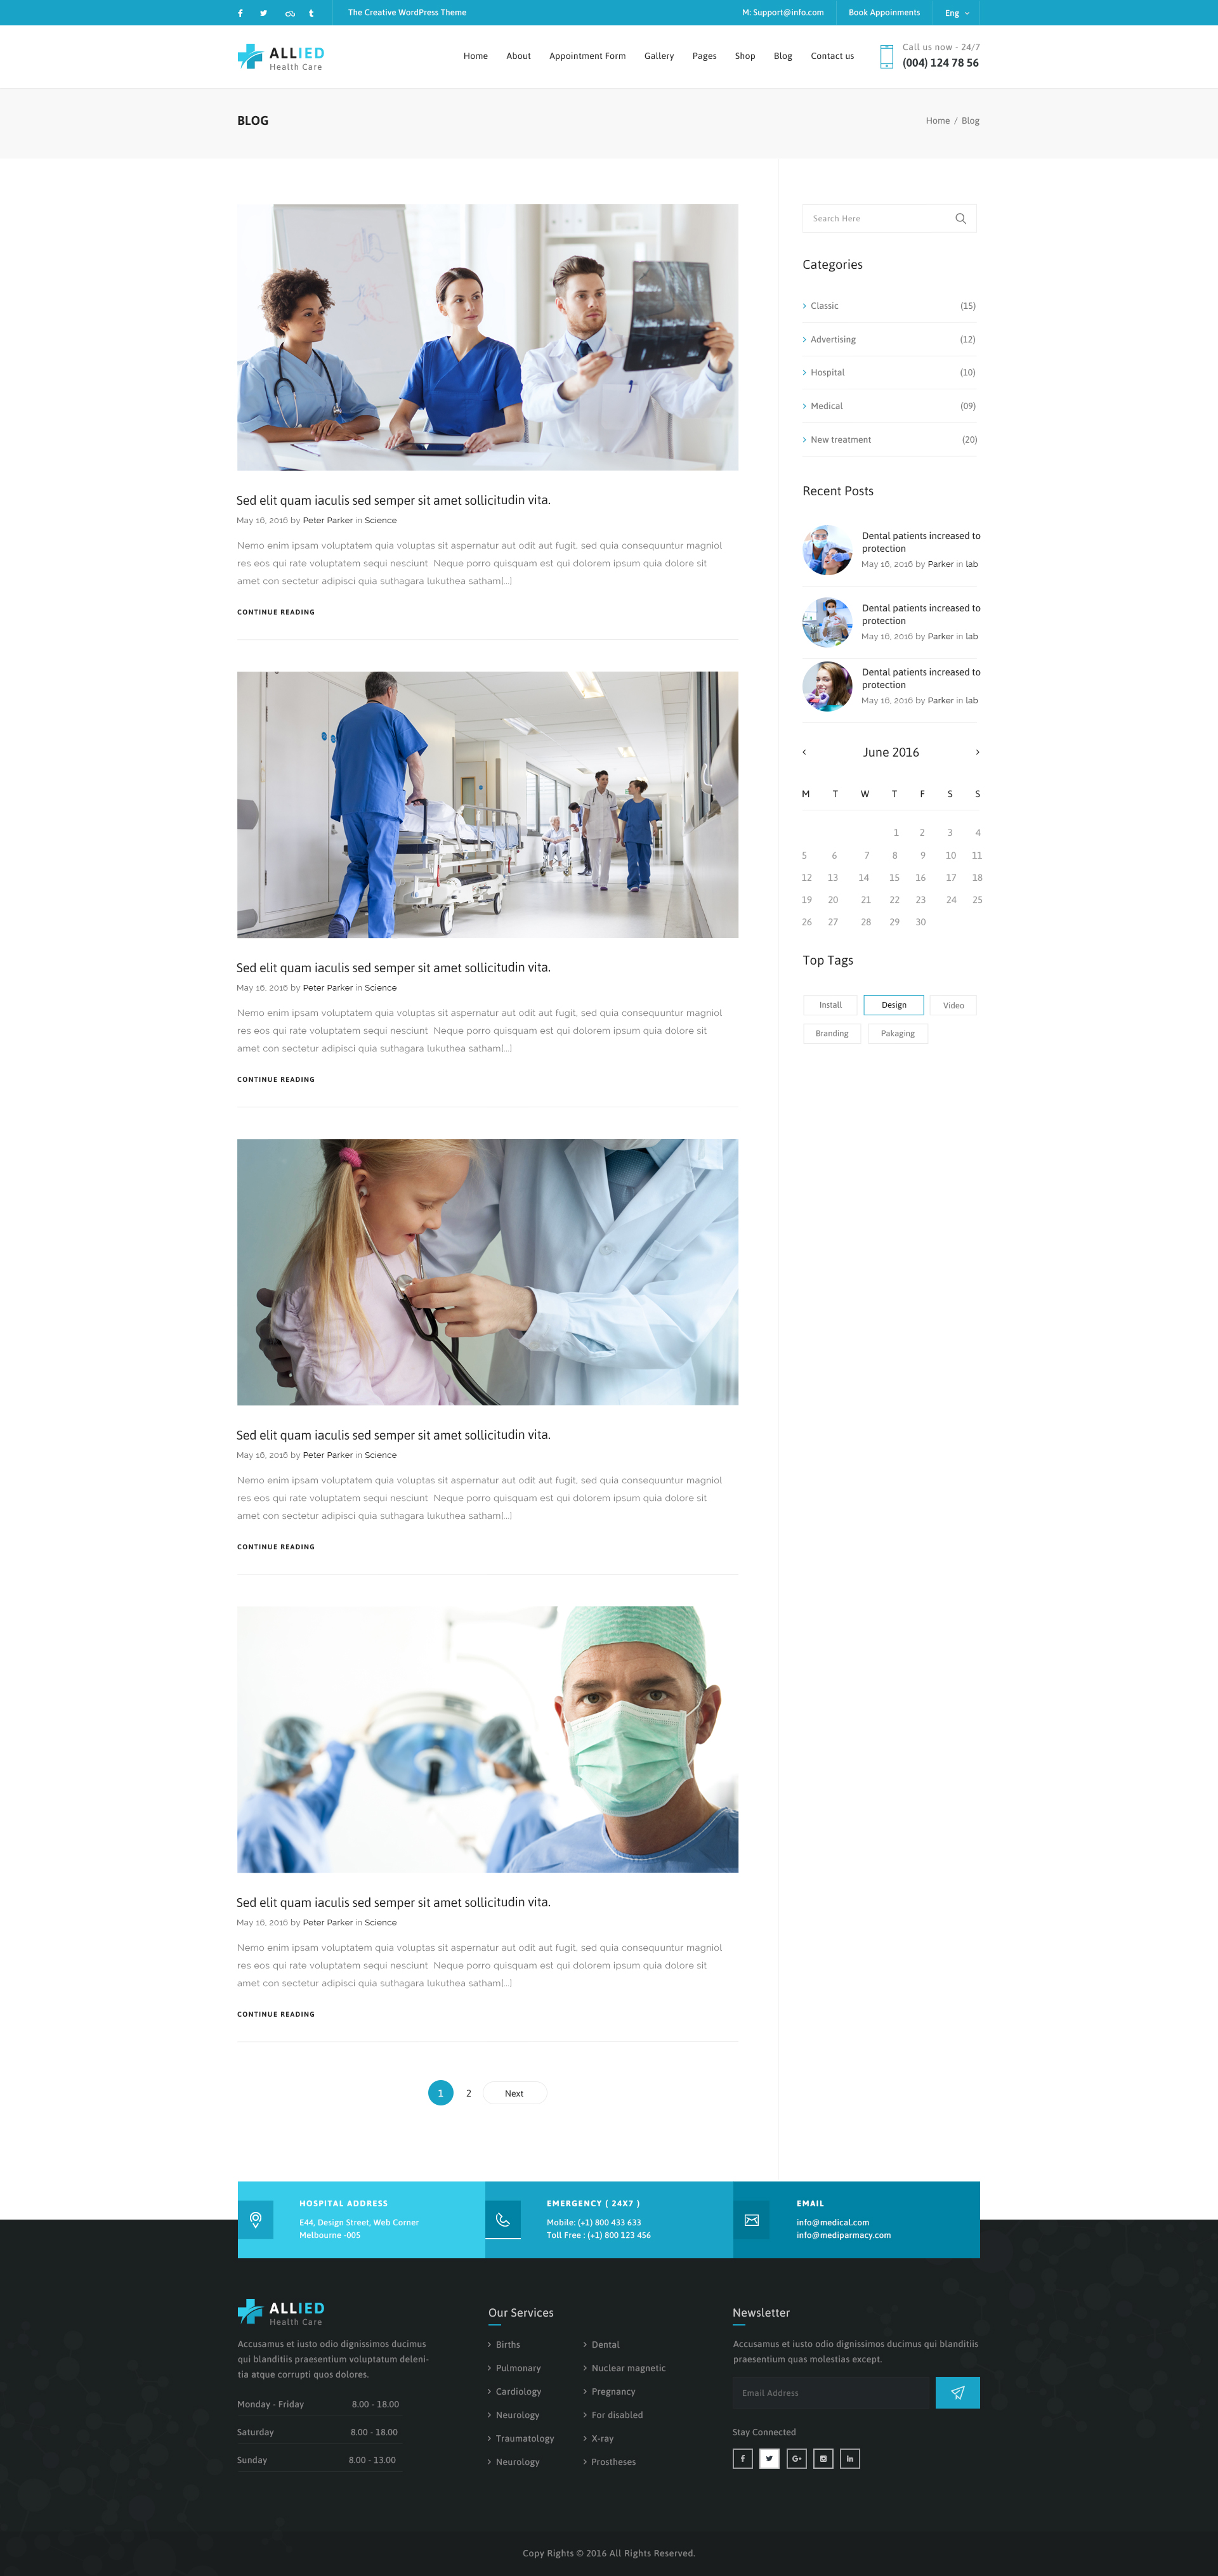 The Creative WordPress Theme
M: Support@info.com
Book Appoinments
Eng
ALLIED
Health Care
Home
About
Appointment Form
Gallery
Pages
Shop
Blog
Contact us
Call us now - 24/7
(004) 124 78 56
BLOG
Home / Blog
Sed elit quam iaculis sed semper sit amet sollicitudin vita.
May 16, 2016 by Peter Parker in Science
Nemo enim ipsam voluptatem quia voluptas sit aspernatur aut odit aut fugit, sed quia consequuntur magniol
res eos qui rate voluptatem sequi nesciunt Neque porro quisquam est qui dolorem ipsum quia dolore sit
amet con sectetur adipisci quia suthagara lukuthea satham[...]
CONTINUE READING
Sed elit quam iaculis sed semper sit amet sollicitudin vita.
May 16, 2016 by Peter Parker in Science
Nemo enim ipsam voluptatem quia voluptas sit aspernatur aut odit aut fugit, sed quia consequuntur magniol
res eos qui rate voluptatem sequi nesciunt Neque porro quisquam est qui dolorem ipsum quia dolore sit
amet con sectetur adipisci quia suthagara lukuthea satham[...]
CONTINUE READING
Sed elit quam iaculis sed semper sit amet sollicitudin vita.
May 16, 2016 by Peter Parker in Science
Nemo enim ipsam voluptatem quia voluptas sit aspernatur aut odit aut fugit, sed quia consequuntur magniol
res eos qui rate voluptatem sequi nesciunt Neque porro quisquam est qui dolorem ipsum quia dolore sit
amet con sectetur adipisci quia suthagara lukuthea satham[...]
CONTINUE READING
Sed elit quam iaculis sed semper sit amet sollicitudin vita.
May 16, 2016 by Peter Parker in Science
Nemo enim ipsam voluptatem quia voluptas sit aspernatur aut odit aut fugit, sed quia consequuntur magniol
res eos qui rate voluptatem sequi nesciunt Neque porro quisquam est qui dolorem ipsum quia dolore sit
amet con sectetur adipisci quia suthagara lukuthea satham[...]
CONTINUE READING
1 2 Next
Search Here
Categories
Classic (15)
Advertising (12)
Hospital (10)
Medical (09)
New treatment (20)
Recent Posts
Dental patients increased to
protection
May 16, 2016 by Parker in lab
Dental patients increased to
protection
May 16, 2016 by Parker in lab
Dental patients increased to
protection
May 16, 2016 by Parker in lab
June 2016
M T W T F S S
1 2 3 4
5 6 7 8 9 10 11
12 13 14 15 16 17 18
19 20 21 22 23 24 25
26 27 28 29 30
Top Tags
Install Design Video
Branding Pakaging
HOSPITAL ADDRESS
E44, Design Street, Web Corner
Melbourne -005
EMERGENCY ( 24X7 )
Mobile: (+1) 800 433 633
Toll Free : (+1) 800 123 456
EMAIL
info@medical.com
info@medipharmacy.com
ALLIED
Health Care
Accusamus et iusto odio dignissimos ducimus
qui blanditiis praesentium voluptatum deleni-
tia atque corrupti quos dolores.
Monday - Friday 8.00 - 18.00
Saturday 8.00 - 18.00
Sunday 8.00 - 13.00
Our Services
Births
Pulmonary
Cardiology
Neurology
Traumatology
Neurology
Dental
Nuclear magnetic
Pregnancy
For disabled
X-ray
Prostheses
Newsletter
Accusamus et iusto odio dignissimos ducimus qui blanditiis
praesentium quas molestias except.
Email Address
Stay Connected
Copy Rights © 2016 All Rights Reserved.